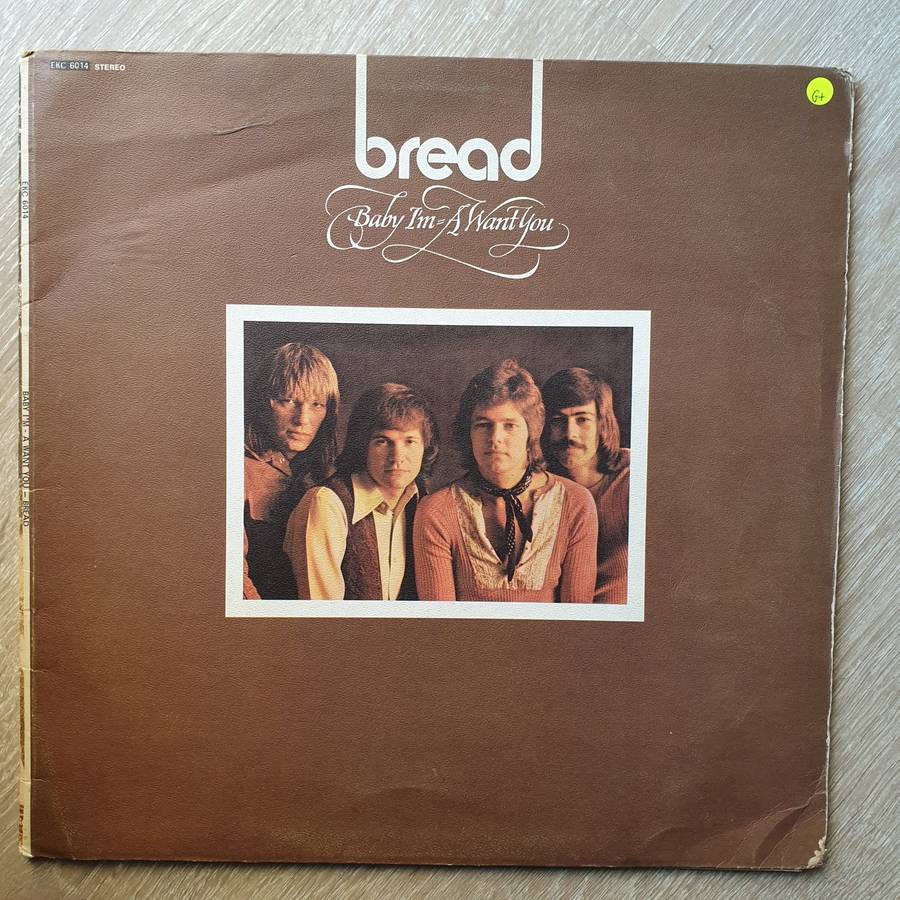 EKC 6014 STEREO
G+
bread
Baby I'm-A Want You
EKC 6014
BABY I'M - A WANT YOU - BREAD